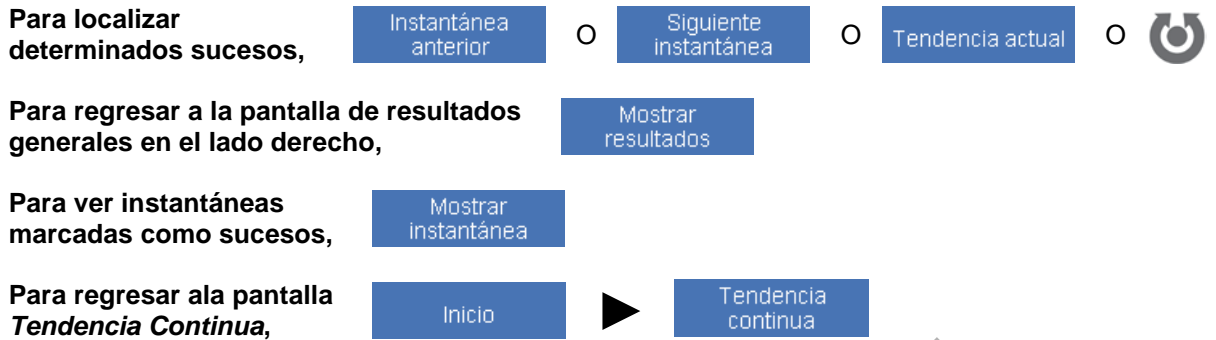 Para localizar
determinados sucesos,
Instantánea
anterior
O
Siguiente
instantánea
O
Tendencia actual
O
Para regresar a la pantalla de resultados
generales en el lado derecho,
Mostrar
resultados
Para ver instantáneas
marcadas como sucesos,
Mostrar
instantánea
Para regresar ala pantalla
Tendencia Continua,
Inicio
Tendencia
continua